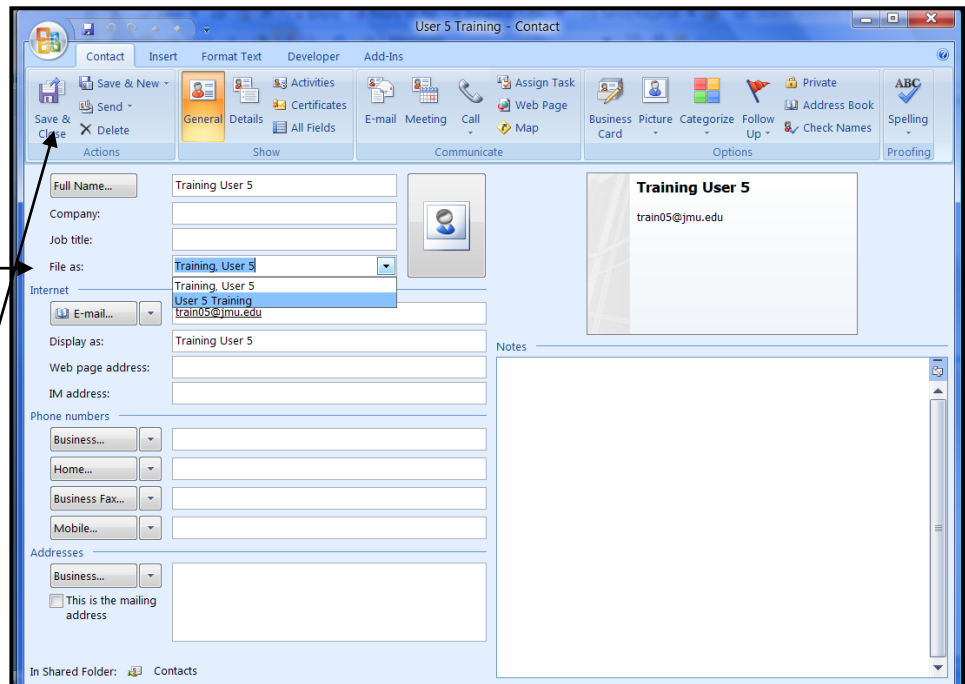 User 5 Training - Contact
Contact Insert Format Text Developer Add-Ins
Save & Close
Save & New
Send
Delete
Actions
General
Details
Activities
Certificates
All Fields
Show
E-mail
Meeting
Call
Assign Task
Web Page
Map
Communicate
Business Card
Picture
Categorize
Follow Up
Private
Address Book
Check Names
Options
ABC
Spelling
Proofing
Full Name... Training User 5
Company:
Job title:
File as: Training, User 5
Training, User 5
User 5 Training
Internet
E-mail... train05@jmu.edu
Display as: Training User 5
Web page address:
IM address:
Phone numbers
Business...
Home...
Business Fax...
Mobile...
Addresses
Business...
This is the mailing
address
In Shared Folder: Contacts
Training User 5
train05@jmu.edu
Notes